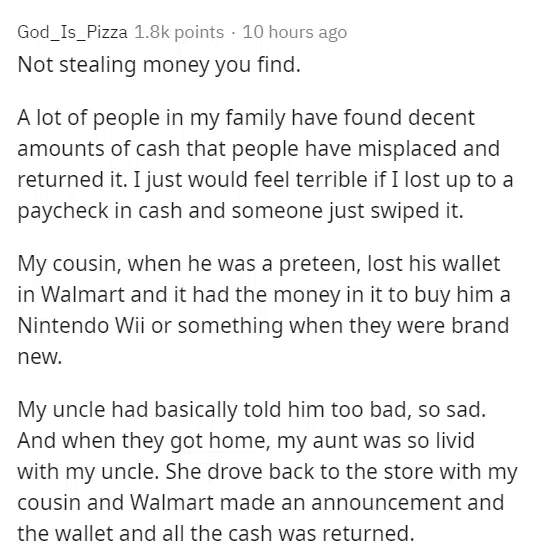 God_Is_Pizza 1.8k points · 10 hours ago
Not stealing money you find.
A lot of people in my family have found decent
amounts of cash that people have misplaced and
returned it. I just would feel terrible if I lost up to a
paycheck in cash and someone just swiped it.
My cousin, when he was a preteen, lost his wallet
in Walmart and it had the money in it to buy him a
Nintendo Wii or something when they were brand
new.
My uncle had basically told him too bad, so sad.
And when they got home, my aunt was so livid
with my uncle. She drove back to the store with my
cousin and Walmart made an announcement and
the wallet and all the cash was returned.